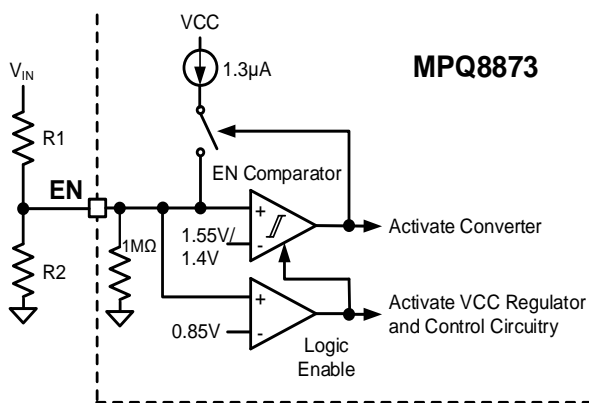 VCC
1.3µA
MPQ8873
VIN
R1
EN
EN Comparator
+
-
1.55V/
1.4V
Activate Converter
1MΩ
R2
+
-
0.85V
Logic
Enable
Activate VCC Regulator
and Control Circuitry